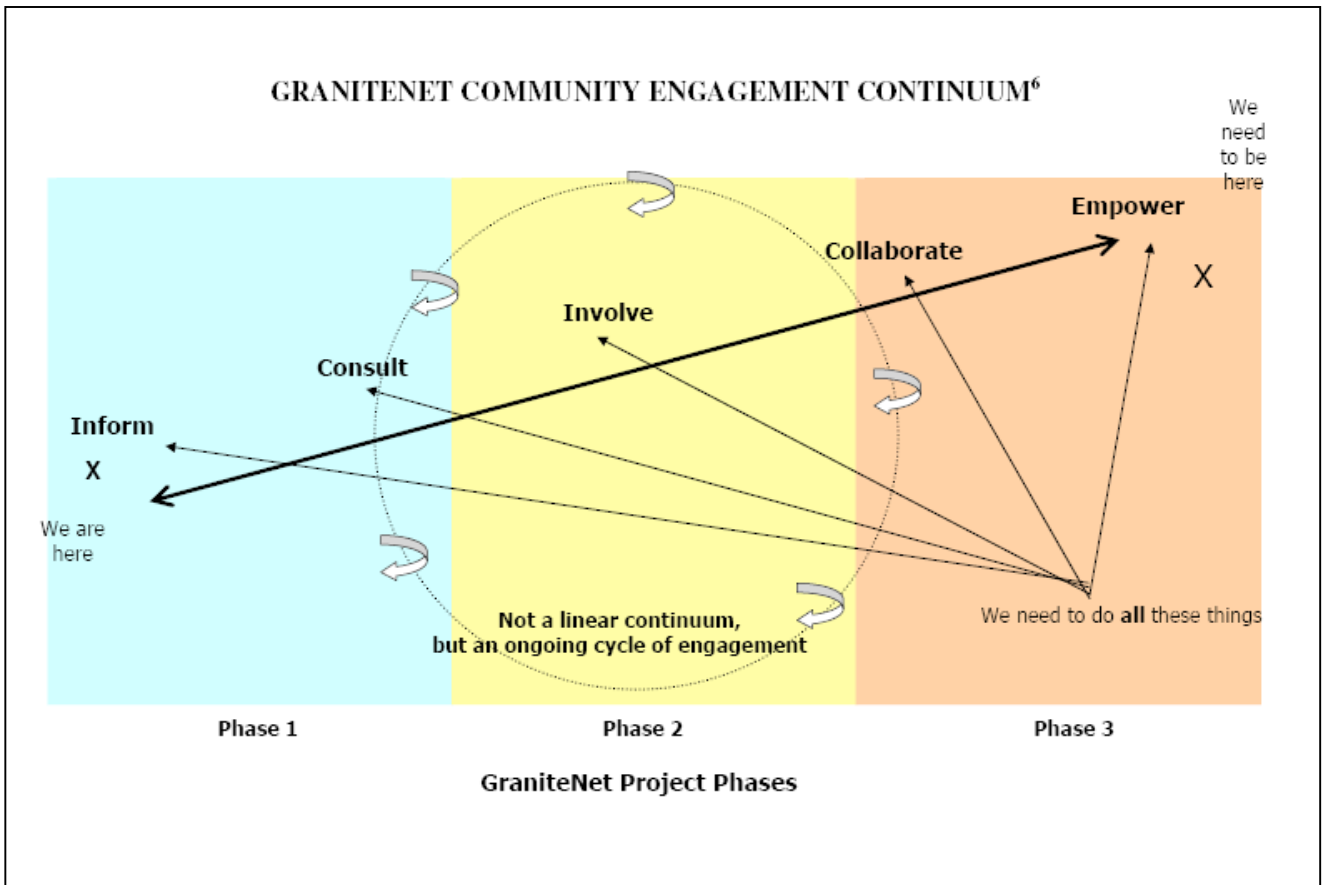 GRANITENET COMMUNITY ENGAGEMENT CONTINUUM⁶
We
need
to be
here
Empower
X
Collaborate
Involve
Consult
Inform
X
We are
here
We need to do all these things
Not a linear continuum,
but an ongoing cycle of engagement
Phase 1
Phase 2
Phase 3
GraniteNet Project Phases